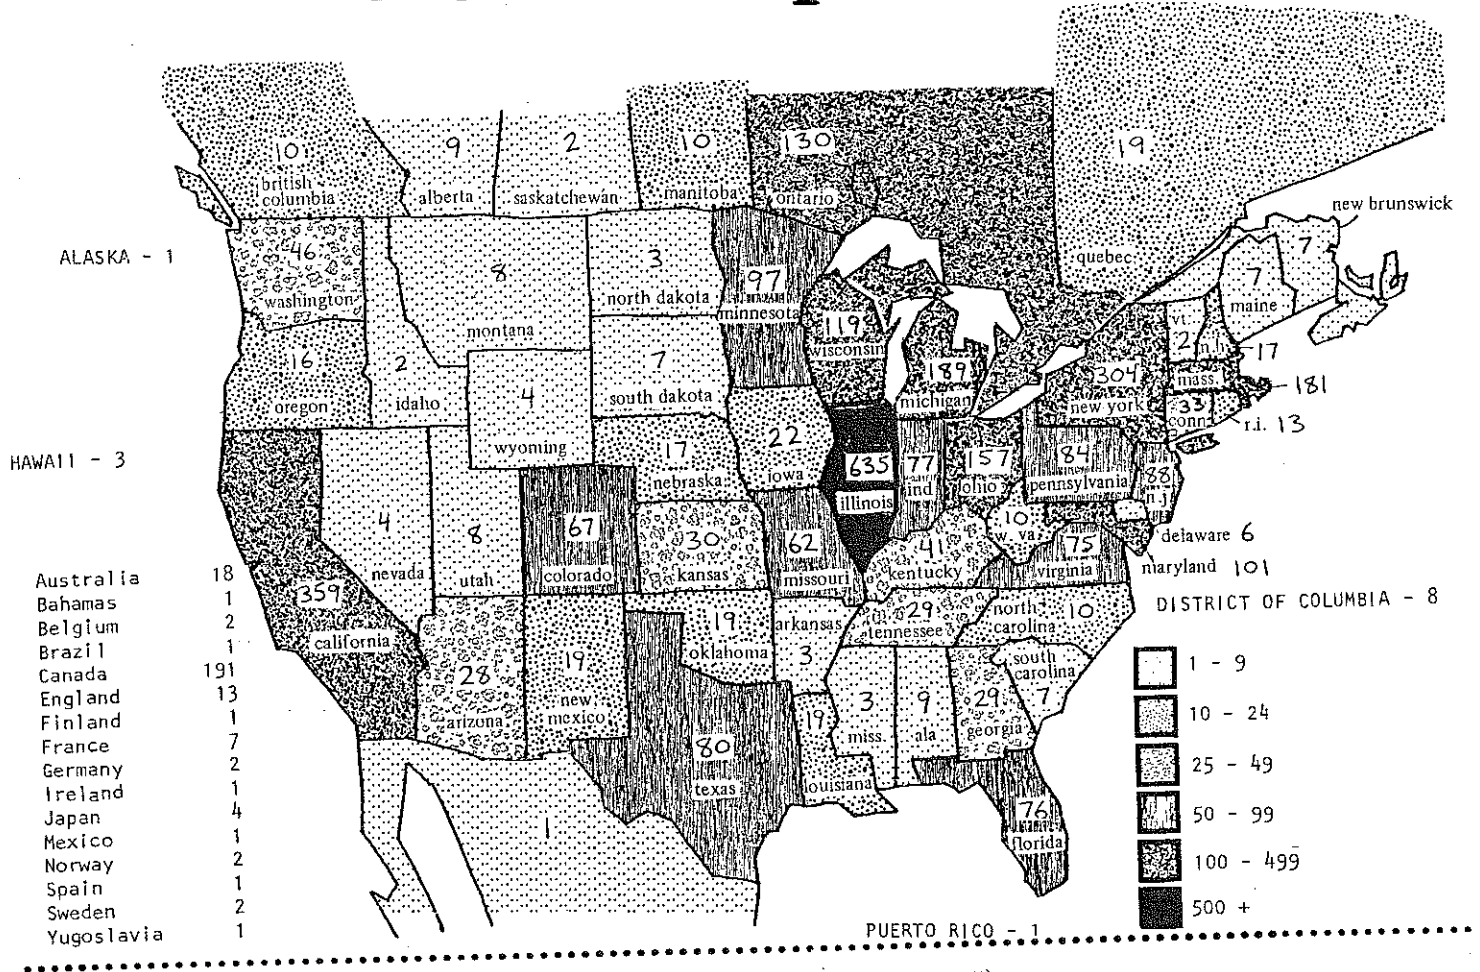 10
british
columbia
9
alberta
2
saskatchewan
10
manitoba
130
ontario
19
quebec
new brunswick
7
7
maine
ALASKA - 1
46
washington
8
montana
3
north dakota
97
minnesota
119
wisconsin
189
michigan
304
new york
vt.
2
n.h.
17
mass.
181
33
conn.
r.i. 13
16
oregon
2
idaho
4
wyoming
7
south dakota
22
iowa
17
nebraska
HAWAII - 3
635
illinois
77
ind
157
ohio
84
pennsylvania
88
n j
10
w. va
delaware 6
maryland 101
75
virginia
DISTRICT OF COLUMBIA - 8
4
nevada
8
utah
67
colorado
30
kansas
62
missouri
41
kentucky
359
california
28
arizona
19
new
mexico
19
oklahoma
arkansas
3
29
tennessee
north
carolina
10
south
carolina
7
80
texas
19
louisiana
3
miss.
9
ala
29
georgia
76
florida
1
PUERTO RICO - 1
Australia 18
Bahamas 1
Belgium 2
Brazil 1
Canada 191
England 13
Finland 1
France 7
Germany 2
Ireland 1
Japan 4
Mexico 1
Norway 2
Spain 1
Sweden 2
Yugoslavia 1
1 - 9
10 - 24
25 - 49
50 - 99
100 - 499
500 +